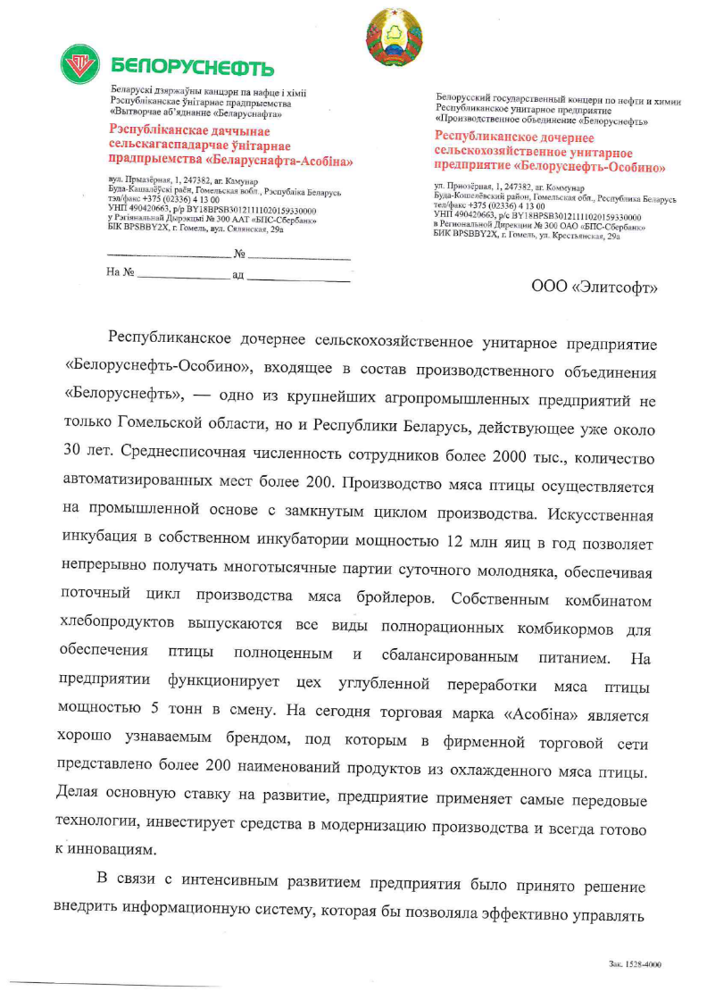 БЕЛОРУСНЕФТЬ
Беларускі дзяржаўны канцэрн па нафце і хіміі
Рэспубліканскае ўнітарнае прадпрыемства
«Вытворчае аб'яднанне «Беларуснафта»
Рэспубліканскае даччынае
сельскагаспадарчае ўнітарнае
прадпрыемства «Беларуснафта-Асобіна»
вул. Прыазёрная, 1, 247382, аг. Камунар
Буда-Кашалёўскі раён, Гомельская вобл., Рэспубліка Беларусь
тэл/факс +375 (02336) 4 13 00
УНП 490420663, р/р BY18BPSB30121111020159330000
у Рэгіянальнай Дырэкцыі № 300 ААТ «БПС-Сбербанк»
БІК BPSBBY2X, г. Гомель, вул. Сялянская, 29а
Белорусский государственный концерн по нефти и химии
Республиканское унитарное предприятие
«Производственное объединение «Белоруснефть»
Республиканское дочернее
сельскохозяйственное унитарное
предприятие «Белоруснефть-Особино»
ул. Приозёрная, 1, 247382, аг. Коммунар
Буда-Кошелёвский район, Гомельская обл., Республика Беларусь
тел/факс +375 (02336) 4 13 00
УНП 490420663, р/с BY18BPSB30121111020159330000
в Региональной Дирекции № 300 ОАО «БПС-Сбербанк»
БИК BPSBBY2X, г. Гомель, ул. Крестьянская, 29а
____________________ № ____________________
На № ________________ ад ________________
ООО «Элитсофт»
Республиканское дочернее сельскохозяйственное унитарное предприятие
«Белоруснефть-Особино», входящее в состав производственного объединения
«Белоруснефть», — одно из крупнейших агропромышленных предприятий не
только Гомельской области, но и Республики Беларусь, действующее уже около
30 лет. Среднесписочная численность сотрудников более 2000 тыс., количество
автоматизированных мест более 200. Производство мяса птицы осуществляется
на промышленной основе с замкнутым циклом производства. Искусственная
инкубация в собственном инкубатории мощностью 12 млн яиц в год позволяет
непрерывно получать многотысячные партии суточного молодняка, обеспечивая
поточный цикл производства мяса бройлеров. Собственным комбинатом
хлебопродуктов выпускаются все виды полнорационных комбикормов для
обеспечения птицы полноценным и сбалансированным питанием. На
предприятии функционирует цех углубленной переработки мяса птицы
мощностью 5 тонн в смену. На сегодня торговая марка «Асобіна» является
хорошо узнаваемым брендом, под которым в фирменной торговой сети
представлено более 200 наименований продуктов из охлажденного мяса птицы.
Делая основную ставку на развитие, предприятие применяет самые передовые
технологии, инвестирует средства в модернизацию производства и всегда готово
к инновациям.
В связи с интенсивным развитием предприятия было принято решение
внедрить информационную систему, которая бы позволяла эффективно управлять
Зак. 1528-4000